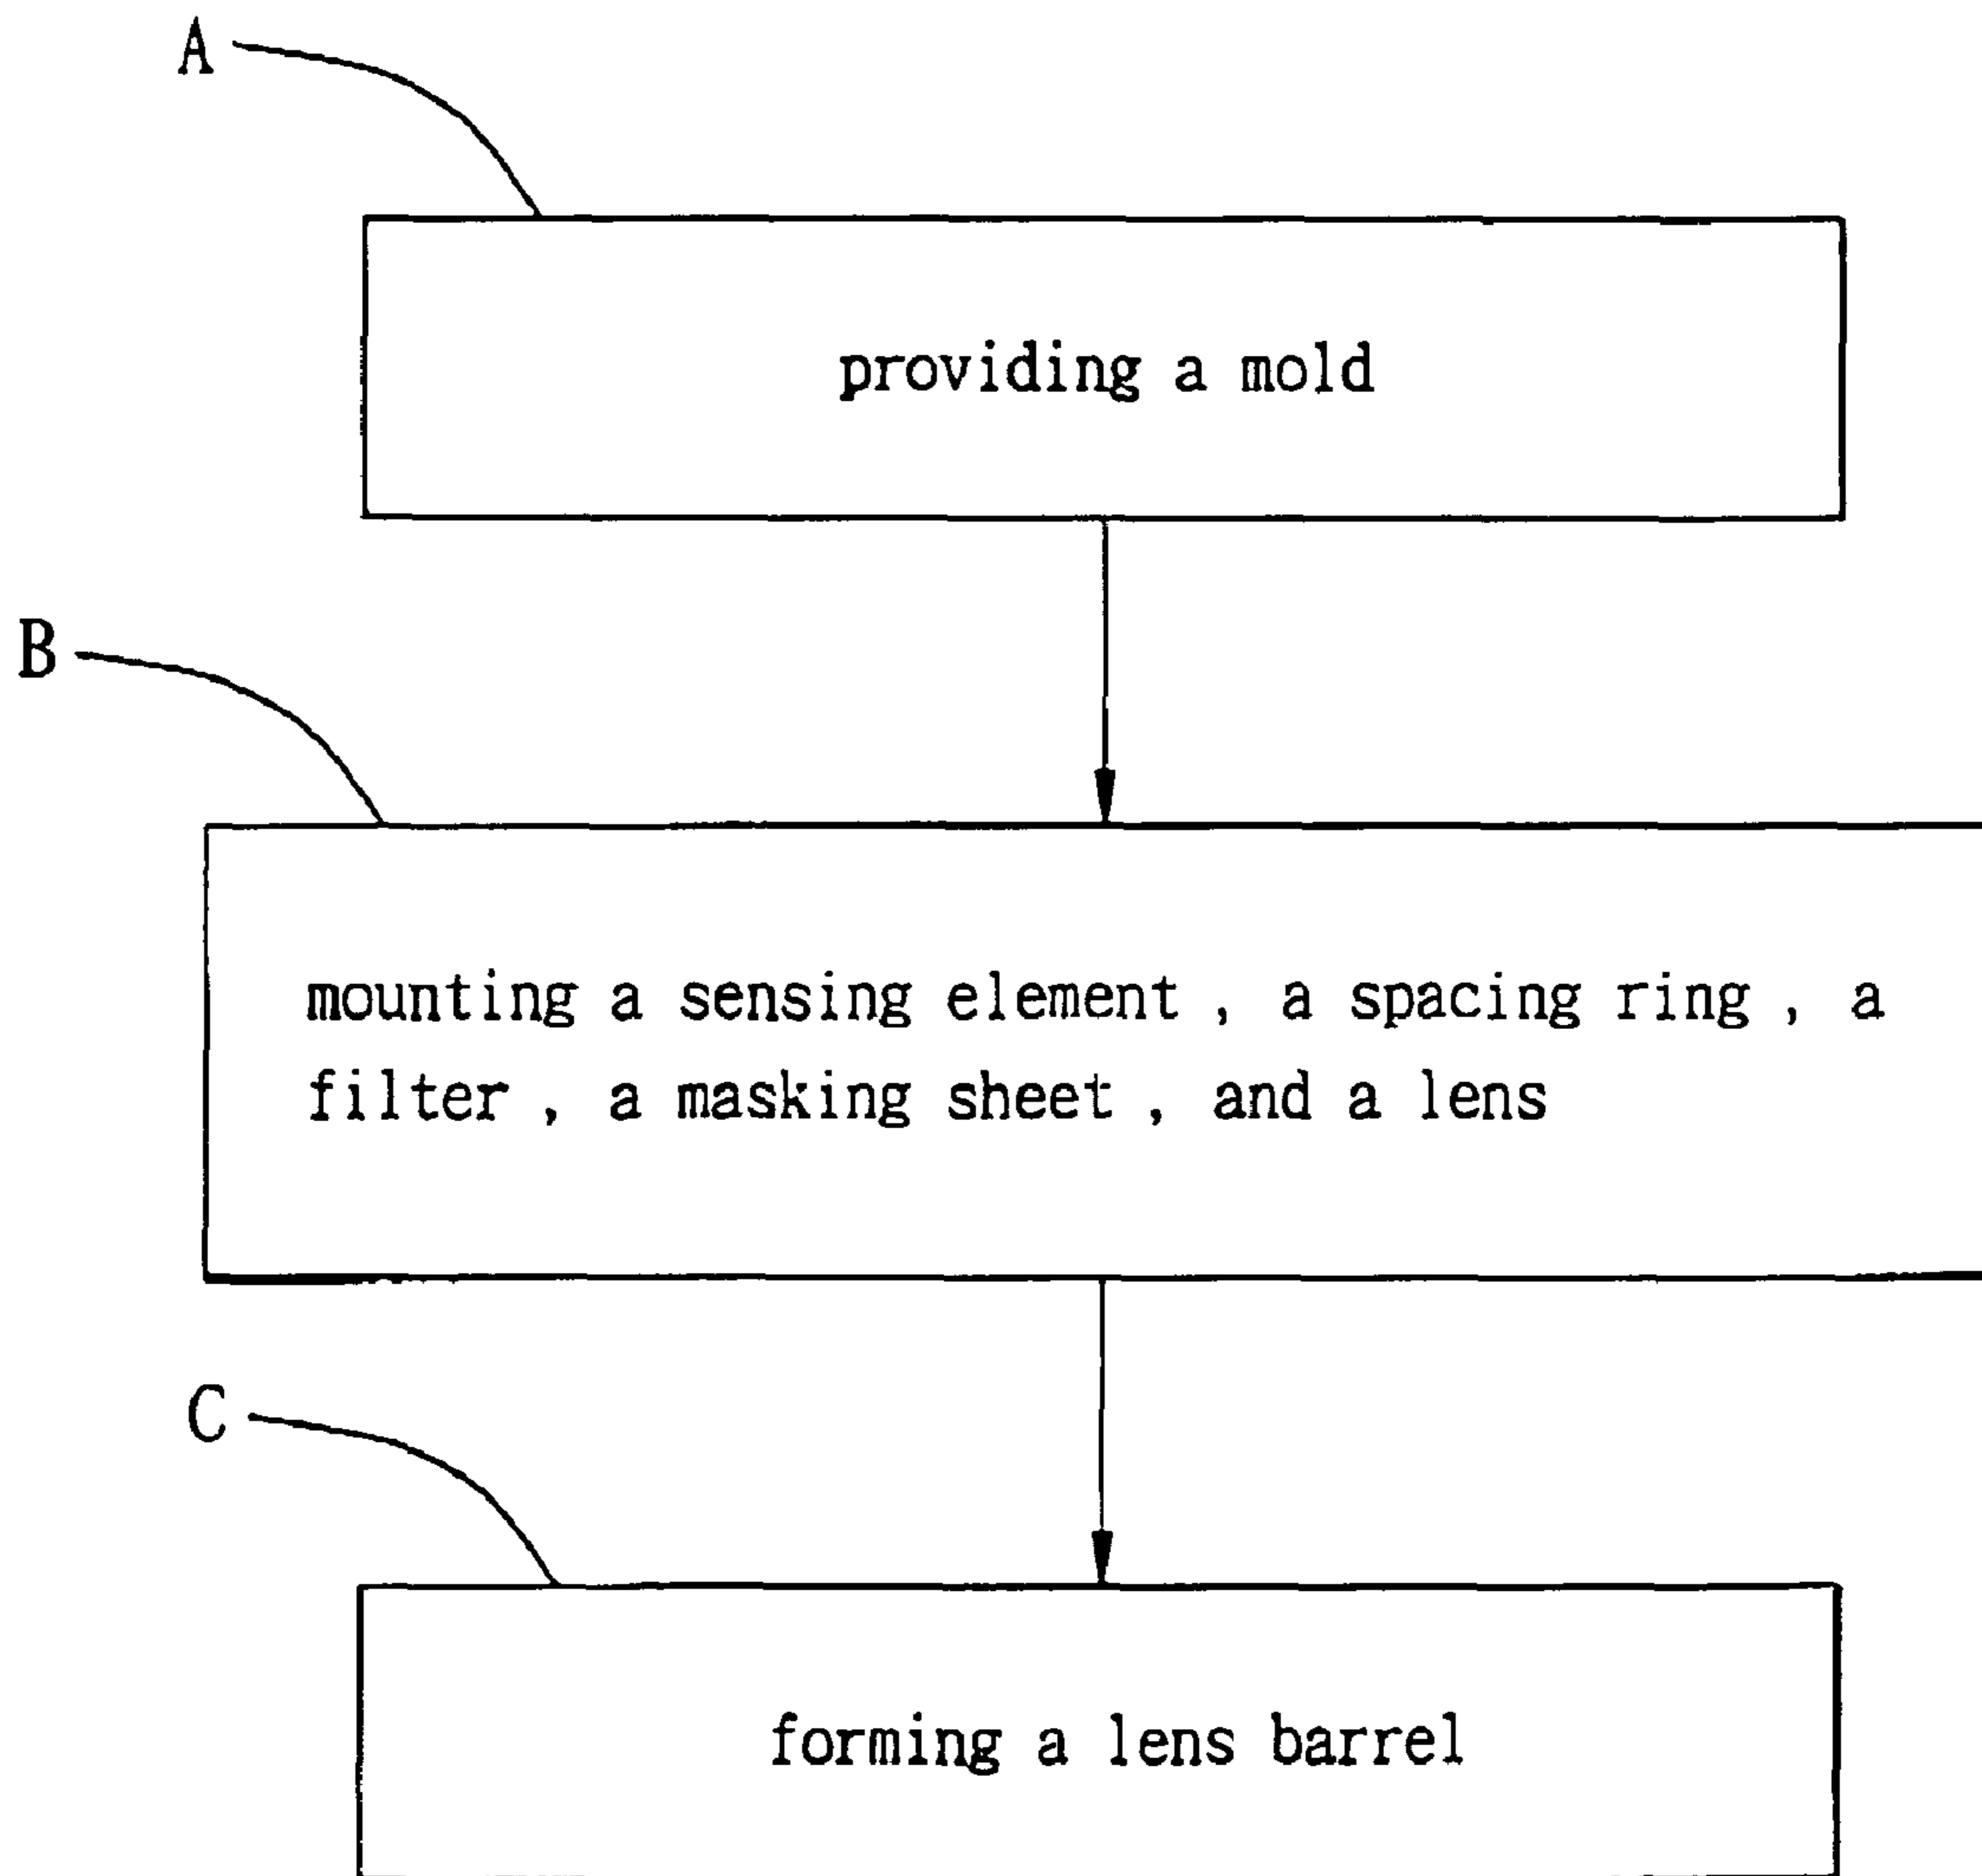 A
providing a mold
B
mounting a sensing element , a spacing ring , a
filter , a masking sheet , and a lens
C
forming a lens barrel